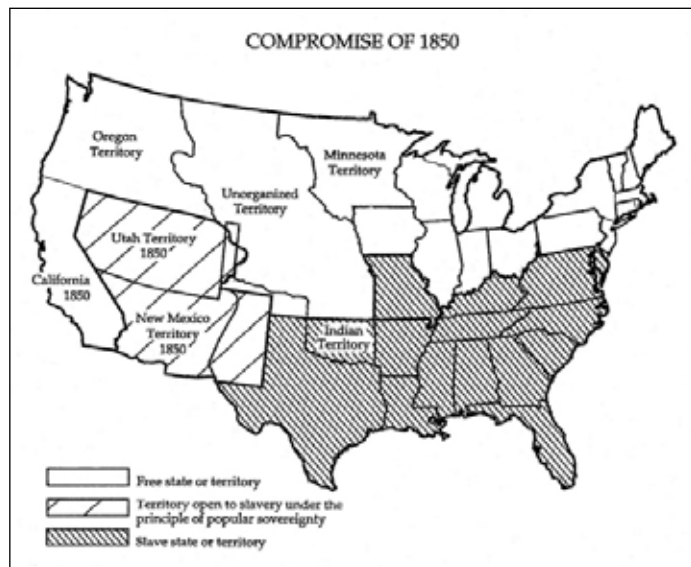 COMPROMISE OF 1850
Oregon
Territory
Minnesota
Territory
Unorganized
Territory
Utah Territory
1850
California
1850
New Mexico
Territory
1850
Indian
Territory
Free state or territory
Territory open to slavery under the
principle of popular sovereignty
Slave state or territory